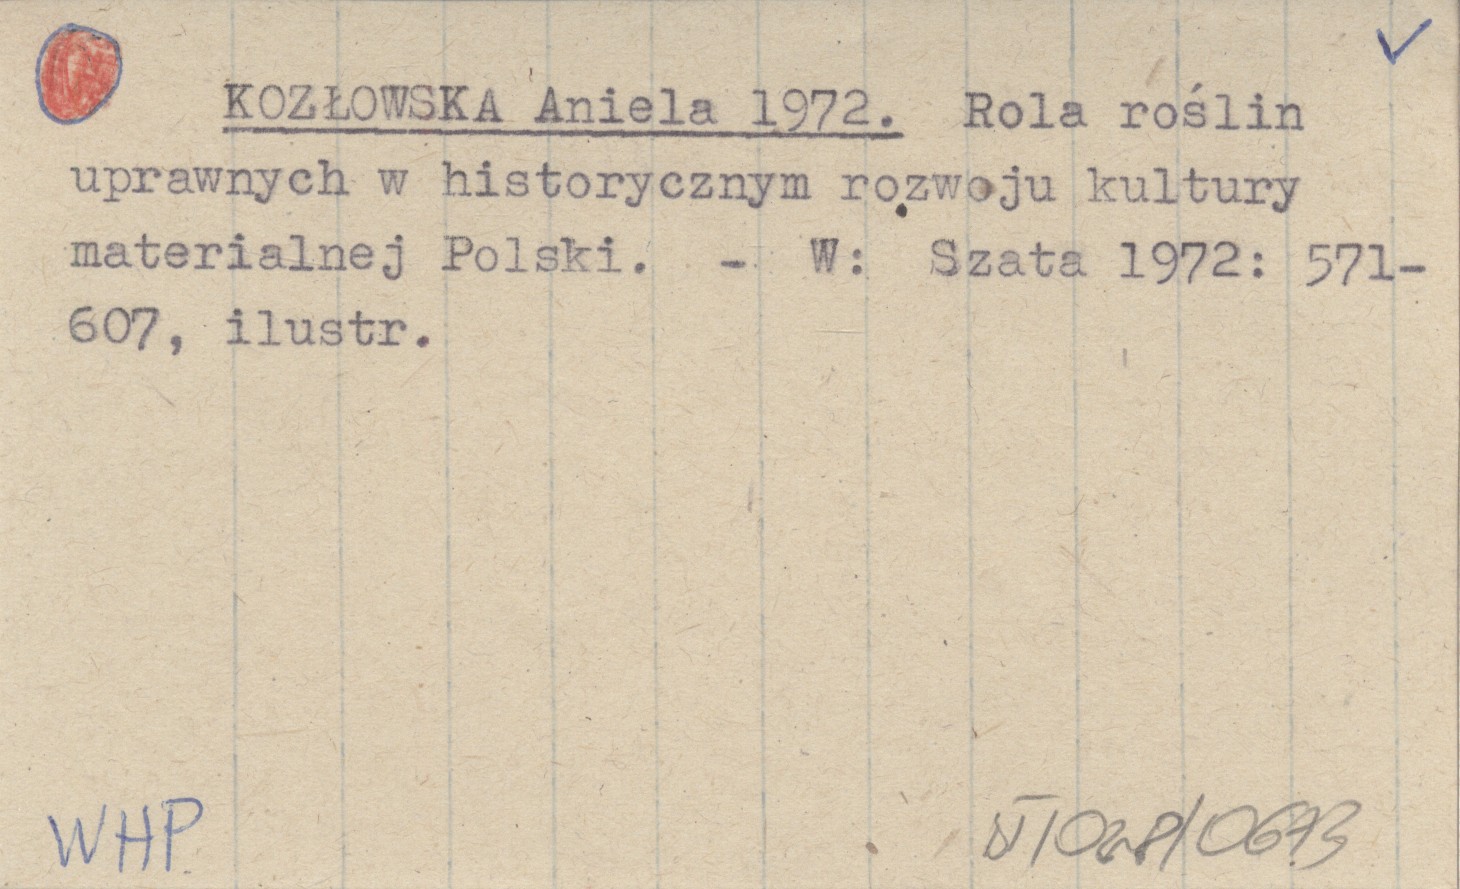 KOZŁOWSKA Aniela 1972. Rola roślin
uprawnych w historycznym rozwoju kultury
materialnej Polski. - W: Szata 1972: 571-
607, ilustr.
WHP